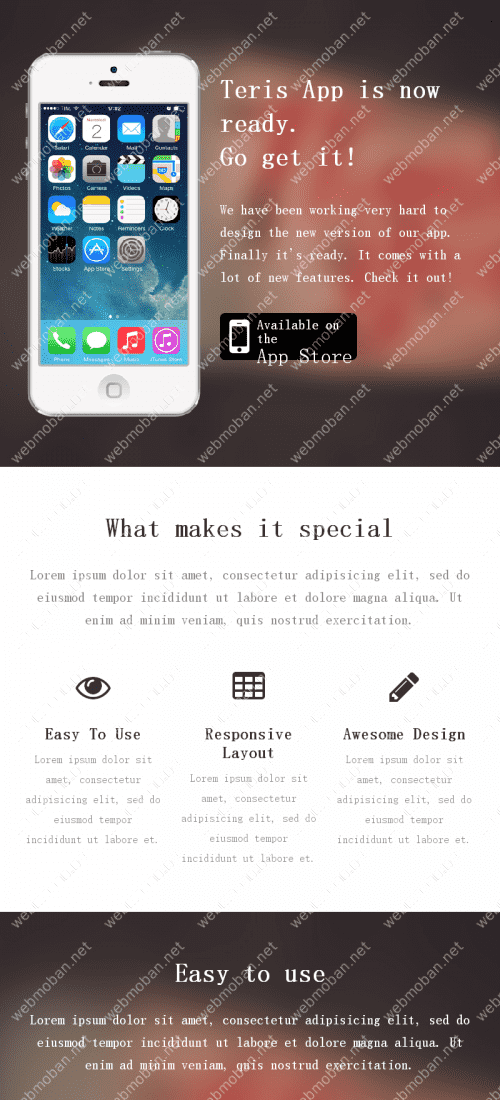 1:32
Safari Calendar Mail Contacts
Photos Camera Videos Maps
Weather Notes Reminders Clock
Stocks App Store Settings
Phone Messages Music iTunes Store
Teris App is now
ready.
Go get it!
We have been working very hard to
design the new version of our app.
Finally it's ready. It comes with a
lot of new features. Check it out!
Available on
the
App Store
What makes it special
Lorem ipsum dolor sit amet, consectetur adipisicing elit, sed do
eiusmod tempor incididunt ut labore et dolore magna aliqua. Ut
enim ad minim veniam, quis nostrud exercitation.
Easy To Use
Lorem ipsum dolor sit
amet, consectetur
adipisicing elit, sed do
eiusmod tempor
incididunt ut labore et.
Responsive
Layout
Lorem ipsum dolor sit
amet, consectetur
adipisicing elit, sed do
eiusmod tempor
incididunt ut labore et.
Awesome Design
Lorem ipsum dolor sit
amet, consectetur
adipisicing elit, sed do
eiusmod tempor
incididunt ut labore et.
Easy to use
Lorem ipsum dolor sit amet, consectetur adipisicing elit, sed do
eiusmod tempor incididunt ut labore et dolore magna aliqua. Ut
enim ad minim veniam, quis nostrud exercitation.
webmoban.net